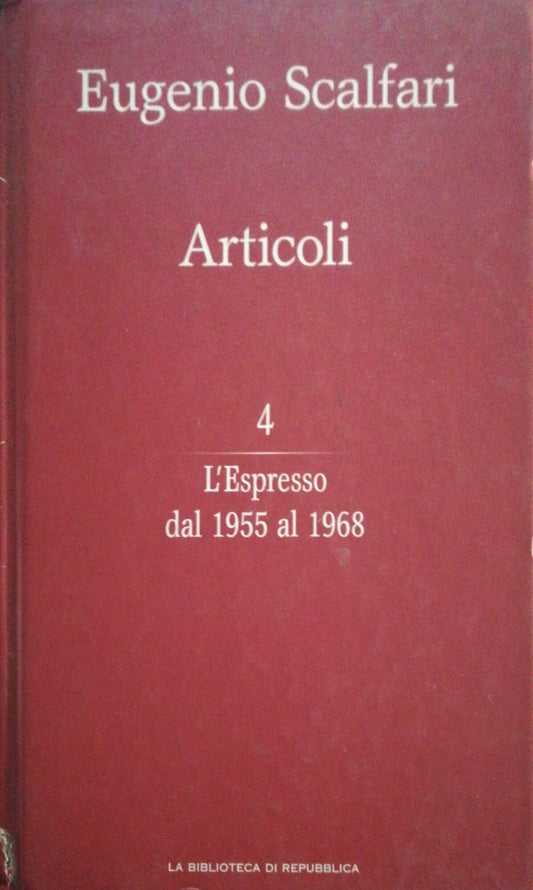 Eugenio Scalfari
Articoli
4
L'Espresso
dal 1955 al 1968
LA BIBLIOTECA DI REPUBBLICA